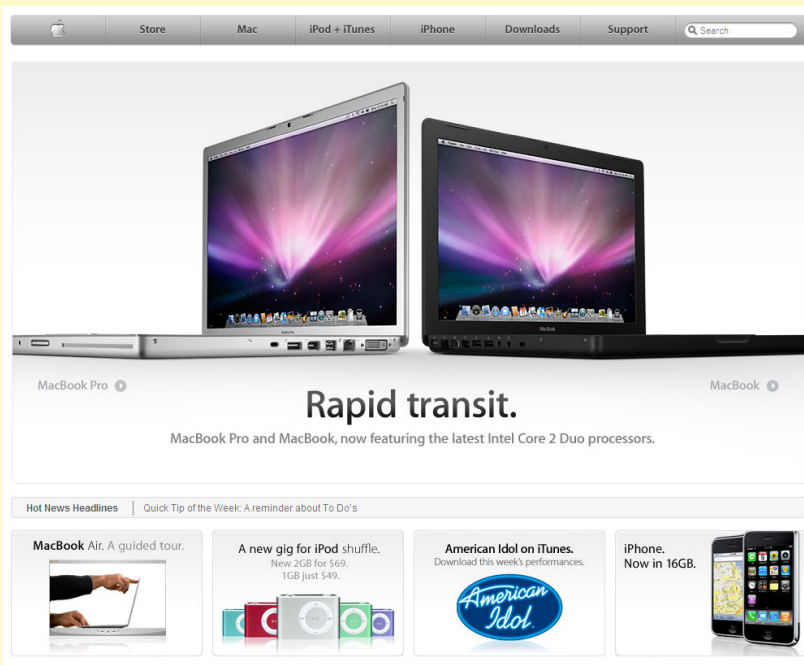 Store
Mac
iPod + iTunes
iPhone
Downloads
Support
Search
MacBook Pro
MacBook
MacBook Pro
MacBook
Rapid transit.
MacBook Pro and MacBook, now featuring the latest Intel Core 2 Duo processors.
Hot News Headlines
Quick Tip of the Week: A reminder about To Do's
MacBook Air. A guided tour.
A new gig for iPod shuffle.
New 2GB for $69.
1GB just $49.
American Idol on iTunes.
Download this week's performances.
American
Idol
iPhone.
Now in 16GB.